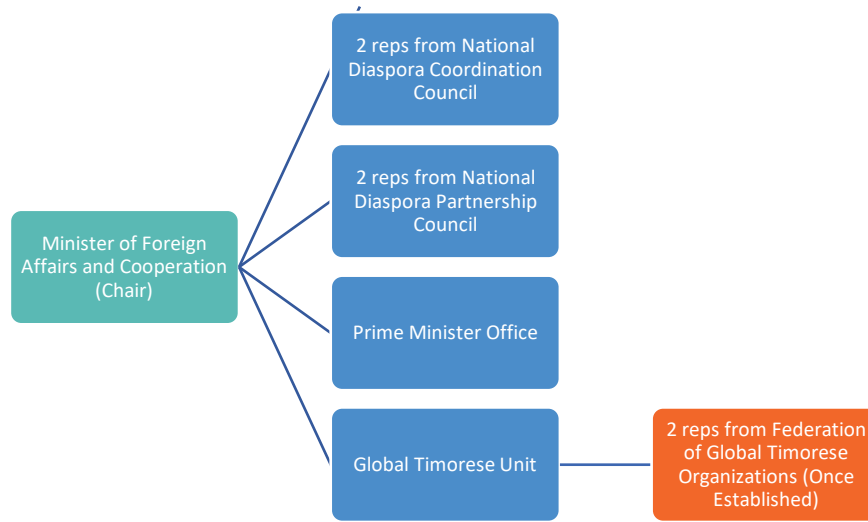 2 reps from National
Diaspora Coordination
Council
2 reps from National
Diaspora Partnership
Council
Minister of Foreign
Affairs and Cooperation
(Chair)
Prime Minister Office
Global Timorese Unit
2 reps from Federation
of Global Timorese
Organizations (Once
Established)